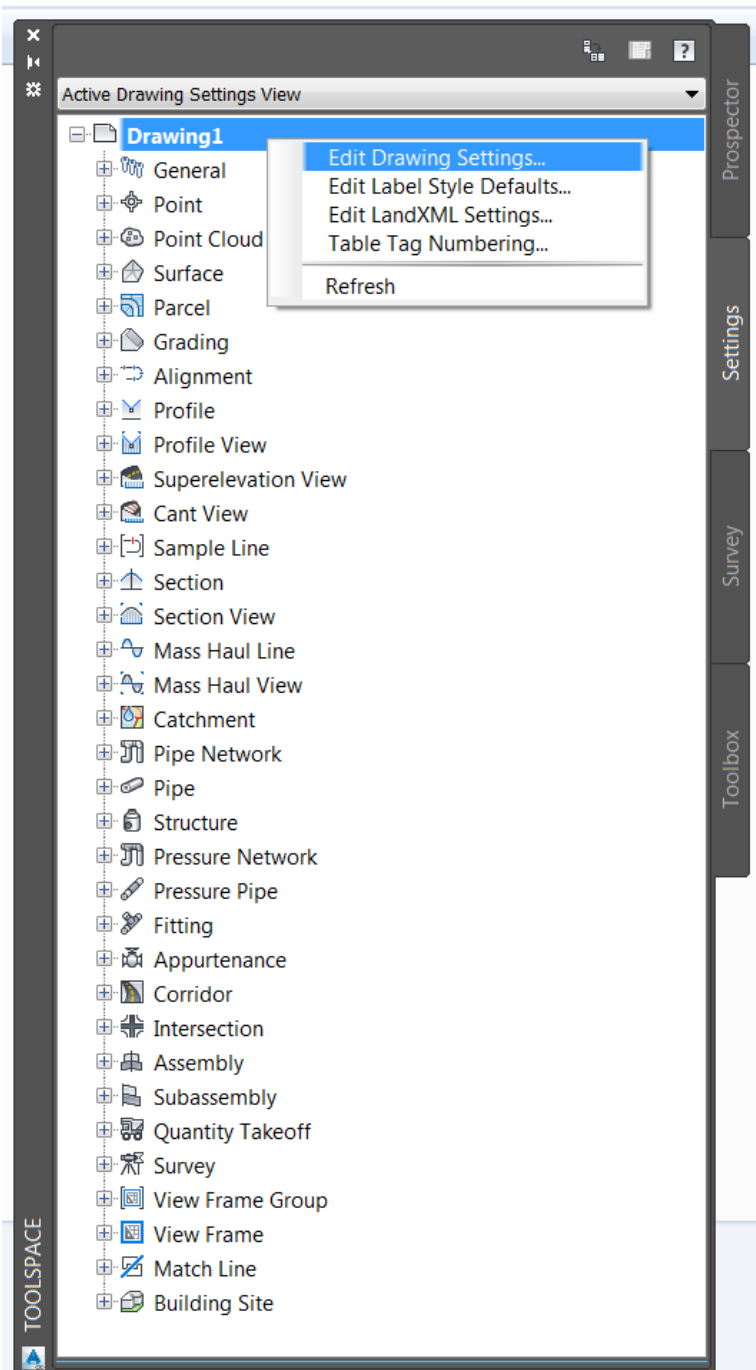 Active Drawing Settings View
Drawing1
Edit Drawing Settings...
Edit Label Style Defaults...
Edit LandXML Settings...
Table Tag Numbering...
Refresh
General
Point
Point Cloud
Surface
Parcel
Grading
Alignment
Profile
Profile View
Superelevation View
Cant View
Sample Line
Section
Section View
Mass Haul Line
Mass Haul View
Catchment
Pipe Network
Pipe
Structure
Pressure Network
Pressure Pipe
Fitting
Appurtenance
Corridor
Intersection
Assembly
Subassembly
Quantity Takeoff
Survey
View Frame Group
View Frame
Match Line
Building Site
Prospector
Settings
Survey
Toolbox
TOOLSPACE